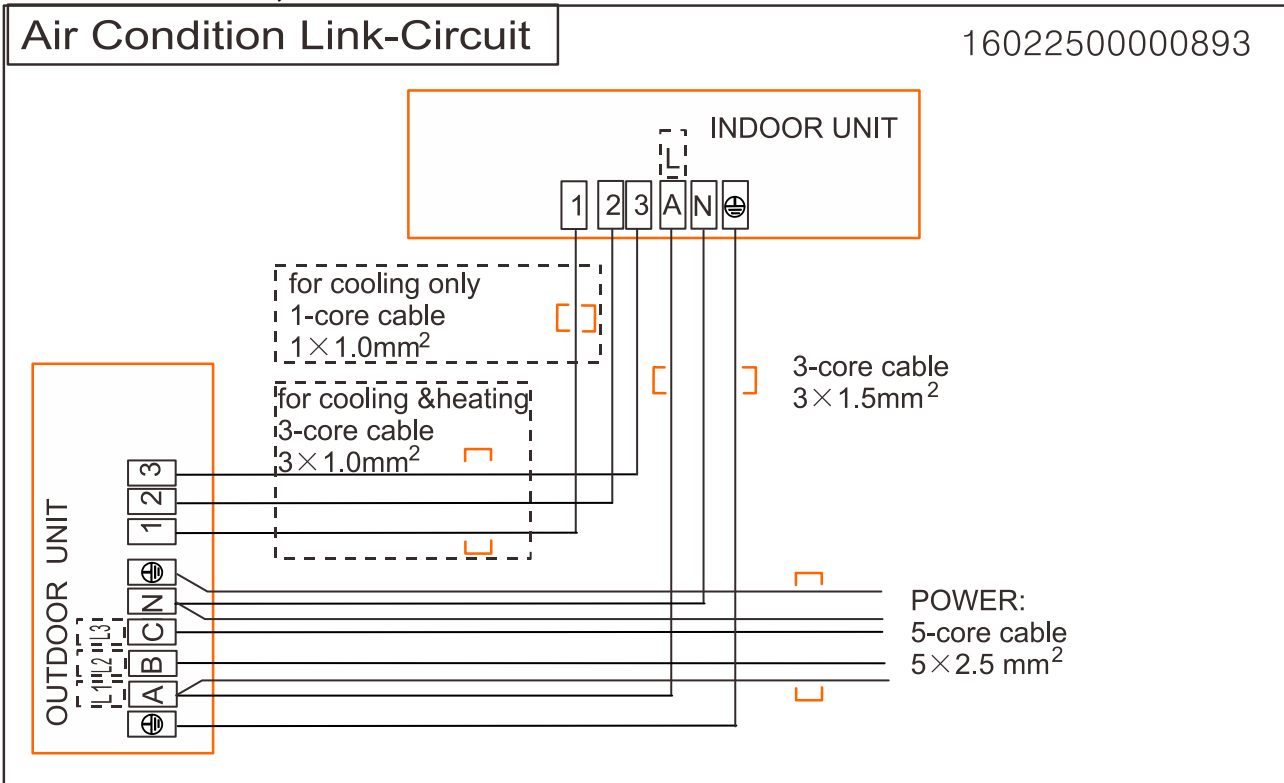 Air Condition Link-Circuit
16022500000893
INDOOR UNIT
L
1 2 3 A N
for cooling only
1-core cable
1×1.0mm²
3-core cable
3×1.5mm²
for cooling &heating
3-core cable
3×1.0mm²
OUTDOOR UNIT
3
2
1
N
L3 C
L2 B
L1 A
POWER:
5-core cable
5×2.5 mm²